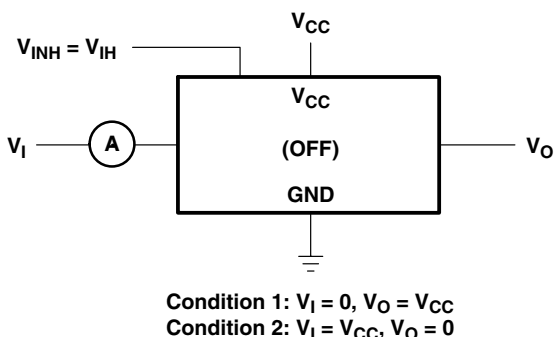 V_CC
V_INH = V_IH
V_CC
V_I
A
(OFF)
V_O
GND
Condition 1: V_I = 0, V_O = V_CC
Condition 2: V_I = V_CC, V_O = 0